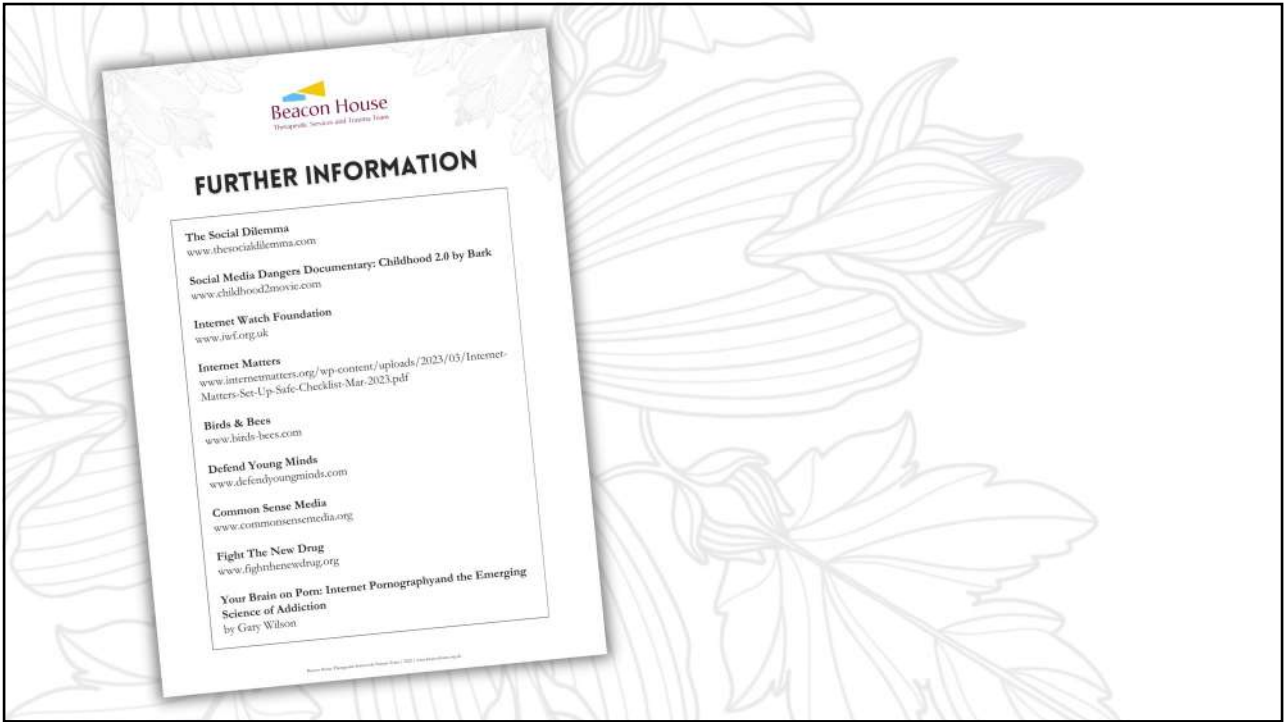 Beacon House
Therapeutic Services and Trauma Team
FURTHER INFORMATION
The Social Dilemma
www.thesocialdilemma.com
Social Media Dangers Documentary: Childhood 2.0 by Bark
www.childhood2movie.com
Internet Watch Foundation
www.iwf.org.uk
Internet Matters
www.internetmatters.org/wp-content/uploads/2023/03/Internet-
Matters-Set-Up-Safe-Checklist-Mar-2023.pdf
Birds & Bees
www.birds-bees.com
Defend Young Minds
www.defendyoungminds.com
Common Sense Media
www.commonsensemedia.org
Fight The New Drug
www.fightthenewdrug.org
Your Brain on Porn: Internet Pornographyand the Emerging
Science of Addiction
by Gary Wilson